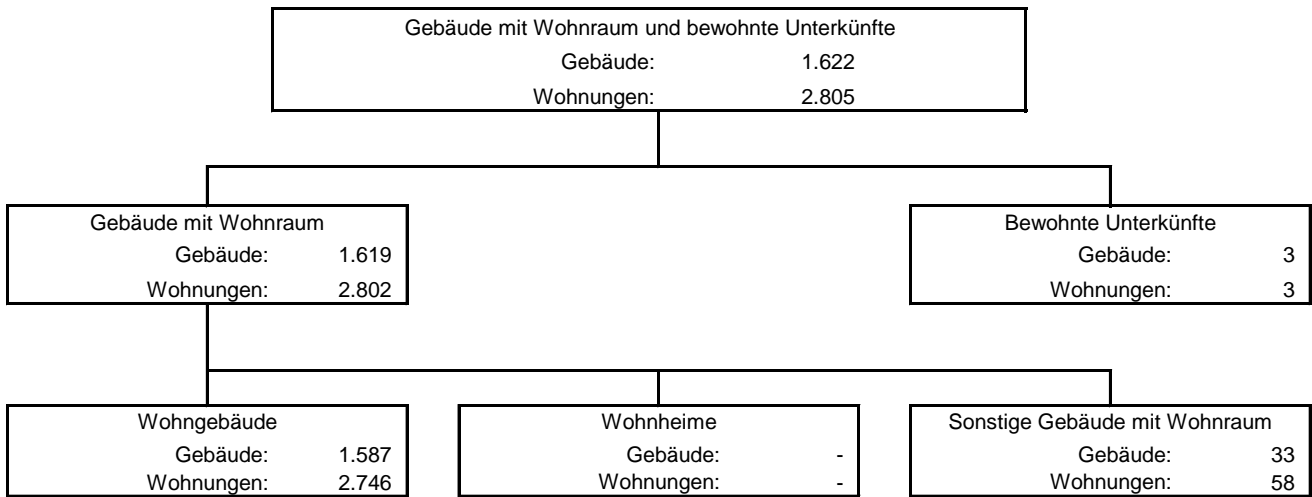 Gebäude mit Wohnraum und bewohnte Unterkünfte
Gebäude: 1.622
Wohnungen: 2.805
Gebäude mit Wohnraum
Gebäude: 1.619
Wohnungen: 2.802
Bewohnte Unterkünfte
Gebäude: 3
Wohnungen: 3
Wohngebäude
Gebäude: 1.587
Wohnungen: 2.746
Wohnheime
Gebäude: -
Wohnungen: -
Sonstige Gebäude mit Wohnraum
Gebäude: 33
Wohnungen: 58